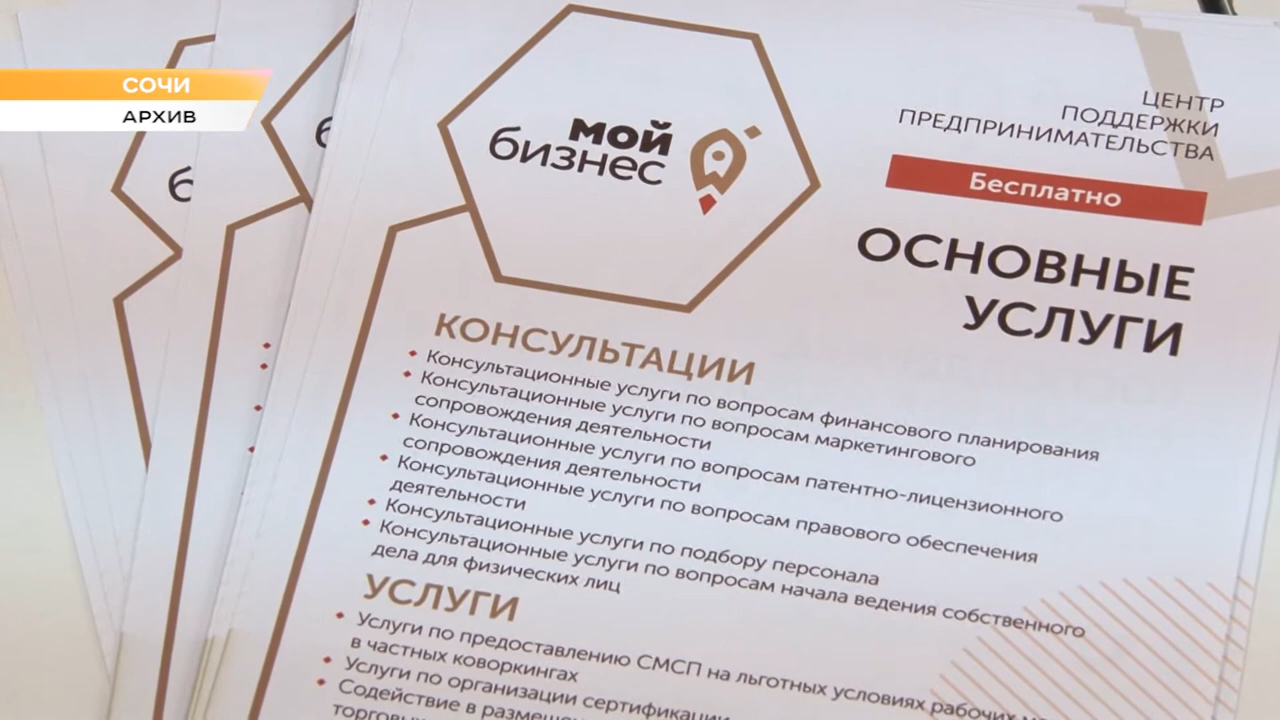 СОЧИ
АРХИВ
мой
бизнес
ЦЕНТР
ПОДДЕРЖКИ
ПРЕДПРИНИМАТЕЛЬСТВА
Бесплатно
ОСНОВНЫЕ
УСЛУГИ
КОНСУЛЬТАЦИИ
Консультационные услуги по вопросам финансового планирования
Консультационные услуги по вопросам маркетингового
сопровождения деятельности
Консультационные услуги по вопросам патентно-лицензионного
сопровождения деятельности
Консультационные услуги по вопросам правового обеспечения
деятельности
Консультационные услуги по подбору персонала
Консультационные услуги по вопросам начала ведения собственного
дела для физических лиц
УСЛУГИ
Услуги по предоставлению СМСП на льготных условиях рабочих
в частных коворкингах
Услуги по организации сертификации
Содействие в